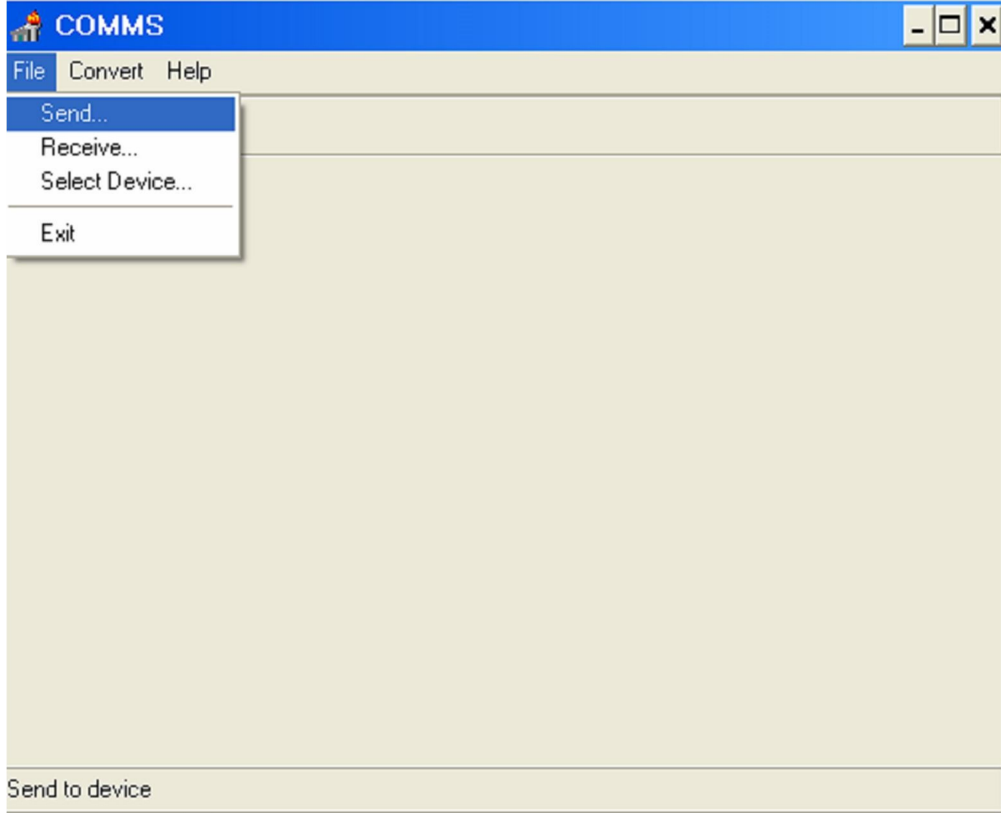 COMMS
File Convert Help
Send...
Receive...
Select Device...
Exit
Send to device